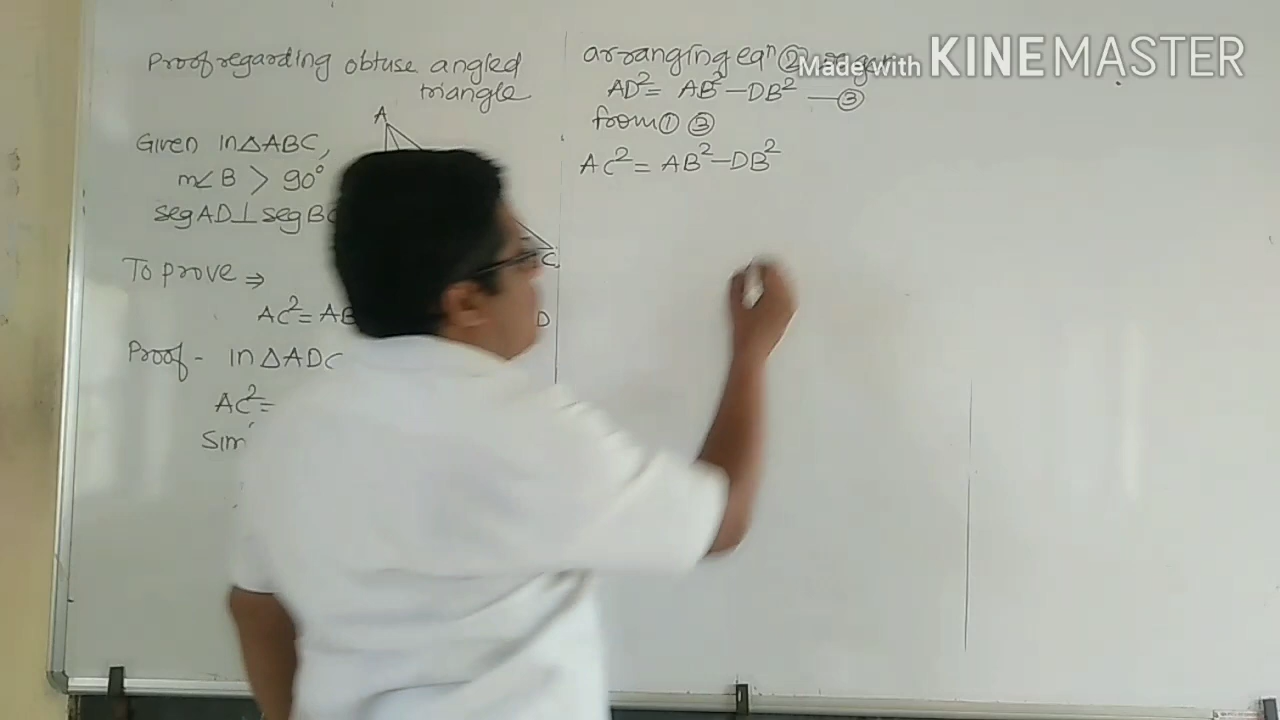 Proof regarding obtuse angled
triangle
A
Given In △ABC,
m∠B > 90°
seg AD ⊥ seg BC
C
To prove ⇒
AC² = AB
D
Proof - In △ADC
AC² =
Sim
arranging eqⁿ ②
AD² = AB² − DB² —③
from ① ③
AC² = AB² − DB²
Made with KINEMASTER